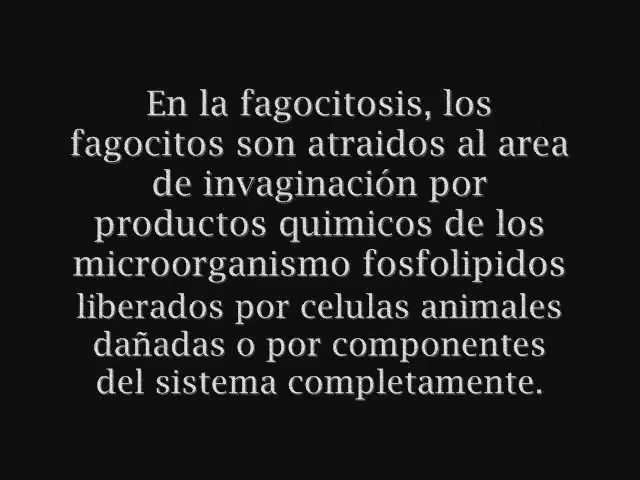 En la fagocitosis, los
fagocitos son atraidos al area
de invaginación por
productos quimicos de los
microorganismo fosfolipidos
liberados por celulas animales
dañadas o por componentes
del sistema completamente.